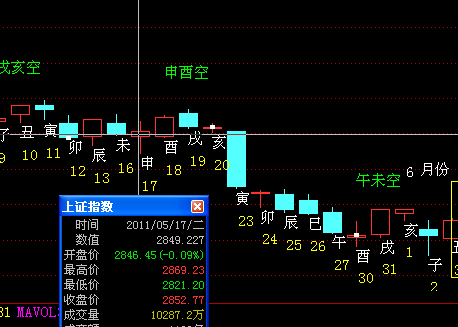 戌亥空
申酉空
午未空
6 月份
丑
寅
卯
辰
未
申
酉
戌
亥
寅
卯
辰
巳
午
酉
戌
亥
子
9
10
11
12
13
16
17
18
19
20
23
24
25
26
27
30
31
1
2
上证指数
时间 2011/05/17/二
数值 2849.227
开盘价 2846.45(-0.09%)
最高价 2869.23
最低价 2821.20
收盘价 2852.77
成交量 10287.2万
31 MAVOL